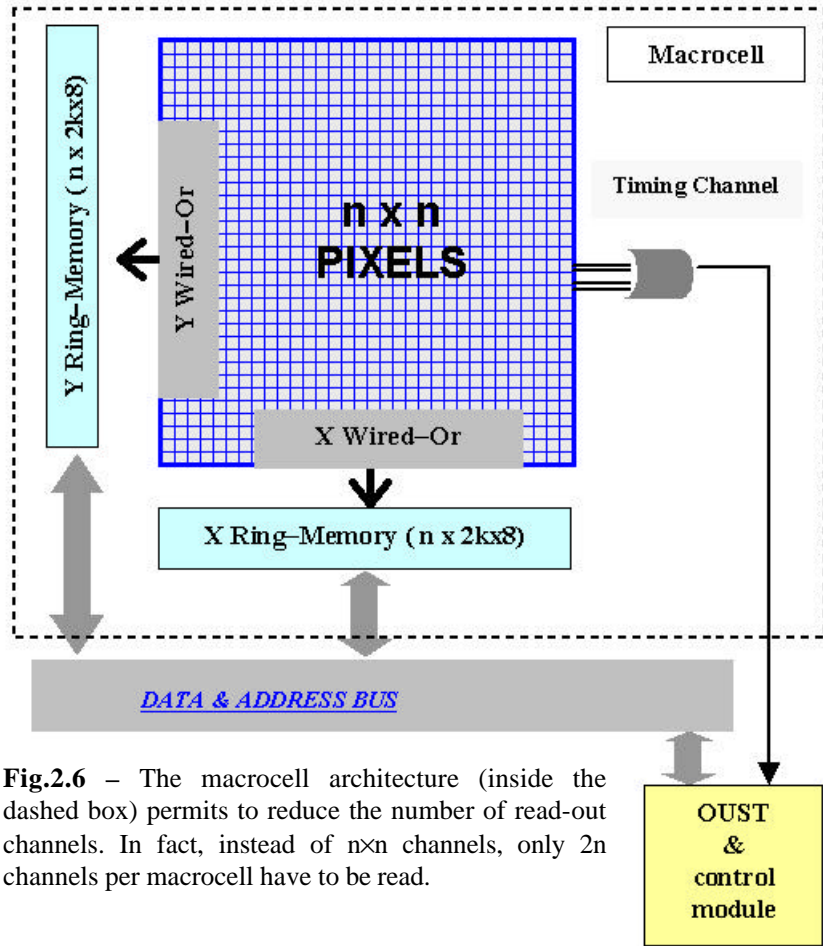 Macrocell
Timing Channel
Y Ring–Memory ( n x 2kx8)
Y Wired–Or
n x n
PIXELS
X Wired–Or
X Ring–Memory ( n x 2kx8)
DATA & ADDRESS BUS
Fig.2.6 – The macrocell architecture (inside the
dashed box) permits to reduce the number of read-out
channels. In fact, instead of n×n channels, only 2n
channels per macrocell have to be read.
OUST
&
control
module